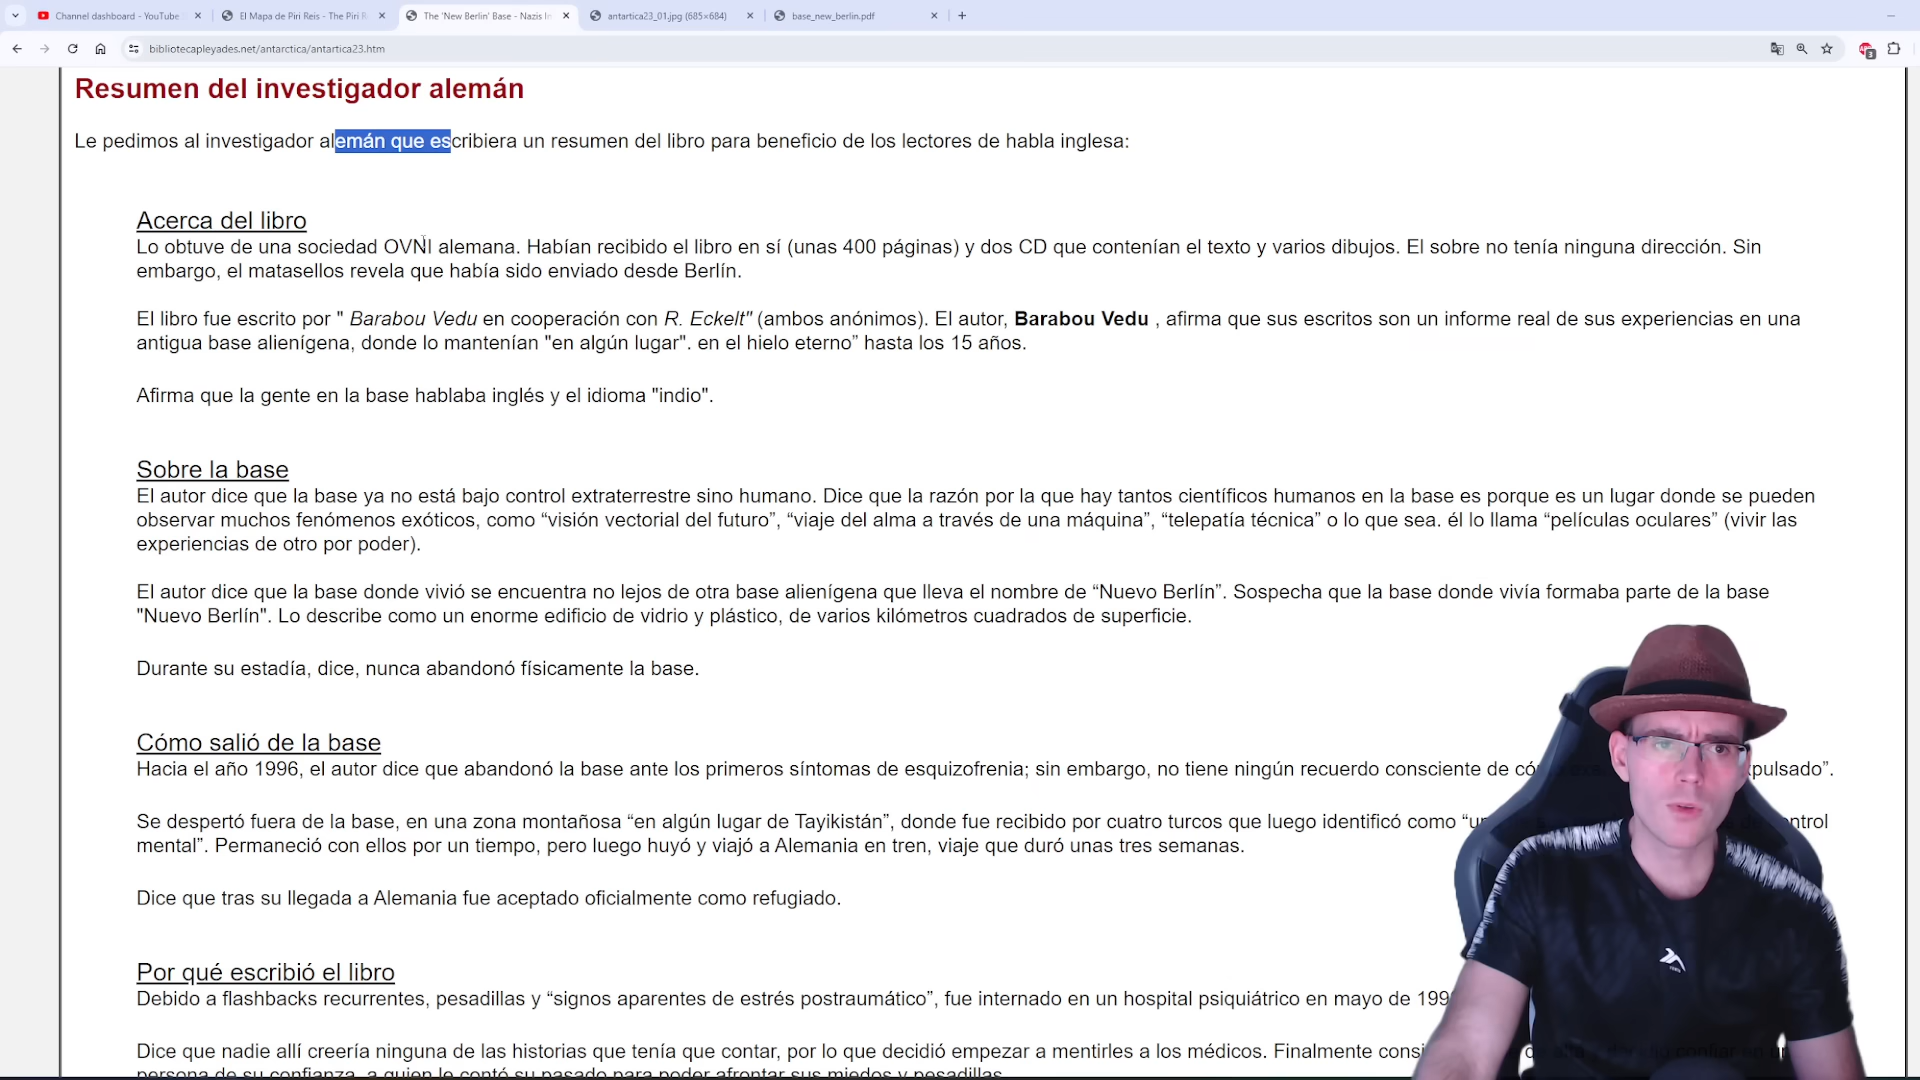 Channel dashboard - YouTube
El Mapa de Piri Reis - The Piri R
The 'New Berlin' Base - Nazis In
antartica23_01.jpg (685×684)
base_new_berlin.pdf
bibliotecapleyades.net/antarctica/antartica23.htm
Resumen del investigador alemán
Le pedimos al investigador alemán que escribiera un resumen del libro para beneficio de los lectores de habla inglesa:
Acerca del libro
Lo obtuve de una sociedad OVNI alemana. Habían recibido el libro en sí (unas 400 páginas) y dos CD que contenían el texto y varios dibujos. El sobre no tenía ninguna dirección. Sin
embargo, el matasellos revela que había sido enviado desde Berlín.
El libro fue escrito por " Barabou Vedu en cooperación con R. Eckelt" (ambos anónimos). El autor, Barabou Vedu , afirma que sus escritos son un informe real de sus experiencias en una
antigua base alienígena, donde lo mantenían "en algún lugar". en el hielo eterno” hasta los 15 años.
Afirma que la gente en la base hablaba inglés y el idioma "indio".
Sobre la base
El autor dice que la base ya no está bajo control extraterrestre sino humano. Dice que la razón por la que hay tantos científicos humanos en la base es porque es un lugar donde se pueden
observar muchos fenómenos exóticos, como “visión vectorial del futuro”, “viaje del alma a través de una máquina”, “telepatía técnica” o lo que sea. él lo llama “películas oculares” (vivir las
experiencias de otro por poder).
El autor dice que la base donde vivió se encuentra no lejos de otra base alienígena que lleva el nombre de “Nuevo Berlín”. Sospecha que la base donde vivía formaba parte de la base
"Nuevo Berlín". Lo describe como un enorme edificio de vidrio y plástico, de varios kilómetros cuadrados de superficie.
Durante su estadía, dice, nunca abandonó físicamente la base.
Cómo salió de la base
Hacia el año 1996, el autor dice que abandonó la base ante los primeros síntomas de esquizofrenia; sin embargo, no tiene ningún recuerdo consciente de pulsado”.
Se despertó fuera de la base, en una zona montañosa “en algún lugar de Tayikistán”, donde fue recibido por cuatro turcos que luego identificó como
mental”. Permaneció con ellos por un tiempo, pero luego huyó y viajó a Alemania en tren, viaje que duró unas tres semanas.
Dice que tras su llegada a Alemania fue aceptado oficialmente como refugiado.
Por qué escribió el libro
Debido a flashbacks recurrentes, pesadillas y “signos aparentes de estrés postraumático”, fue internado en un hospital psiquiátrico en mayo de 199
Dice que nadie allí creería ninguna de las historias que tenía que contar, por lo que decidió empezar a mentirles a los médicos. Finalmente
persona de su confianza, a quien le contó su pasado para poder afrontar sus miedos y pesadillas.